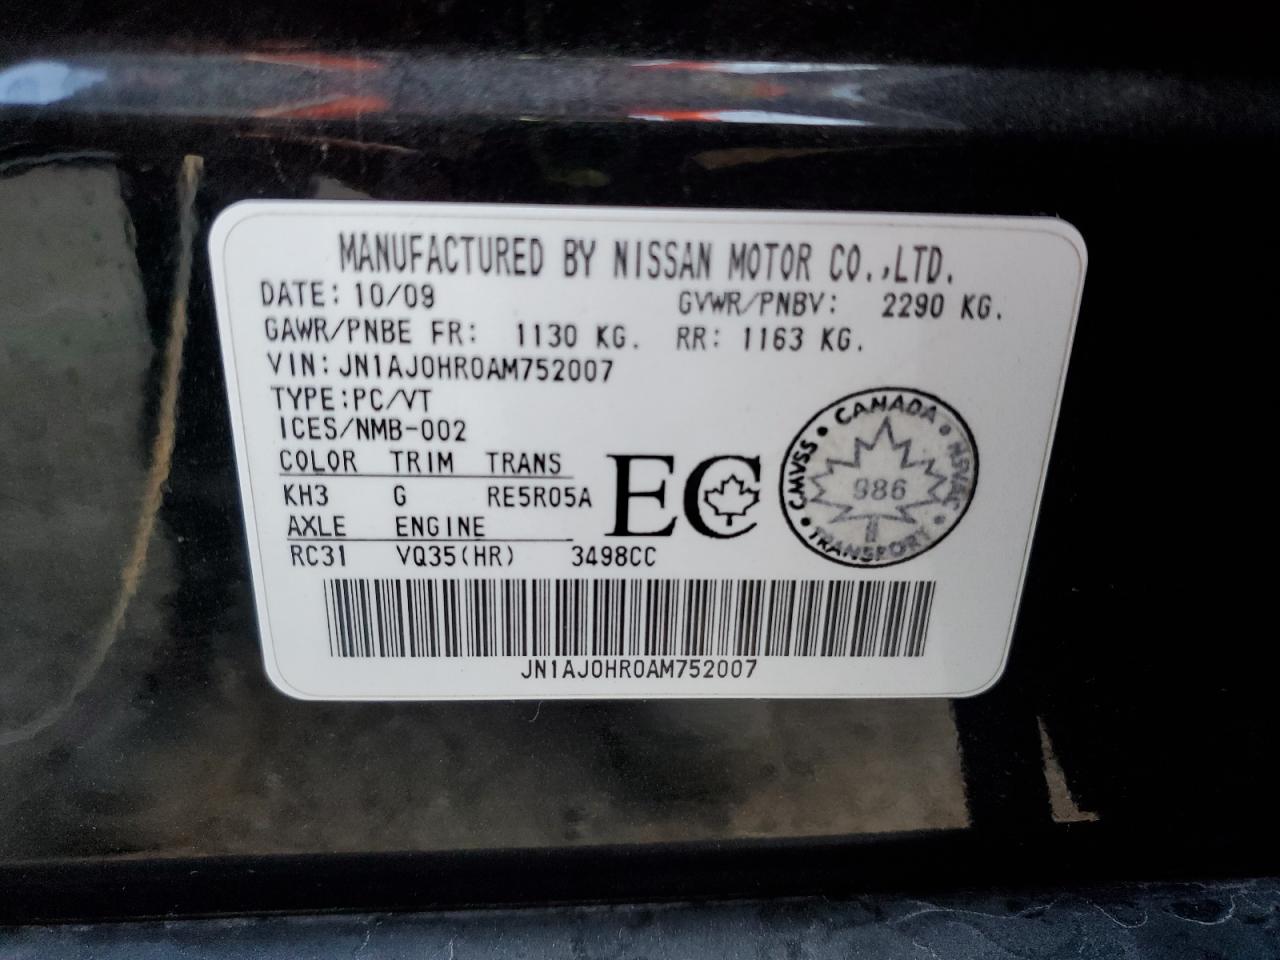 MANUFACTURED BY NISSAN MOTOR CO.,LTD.
DATE: 10/09 GVWR/PNBV: 2290 KG.
GAWR/PNBE FR: 1130 KG. RR: 1163 KG.
VIN: JN1AJ0HR0AM752007
TYPE:PC/VT
ICES/NMB-002
COLOR TRIM TRANS
KH3 G RE5R05A
AXLE ENGINE
RC31 VQ35(HR) 3498CC
EC
CANADA
CMVSS • NSVAC
986
TRANSPORT
JN1AJ0HR0AM752007